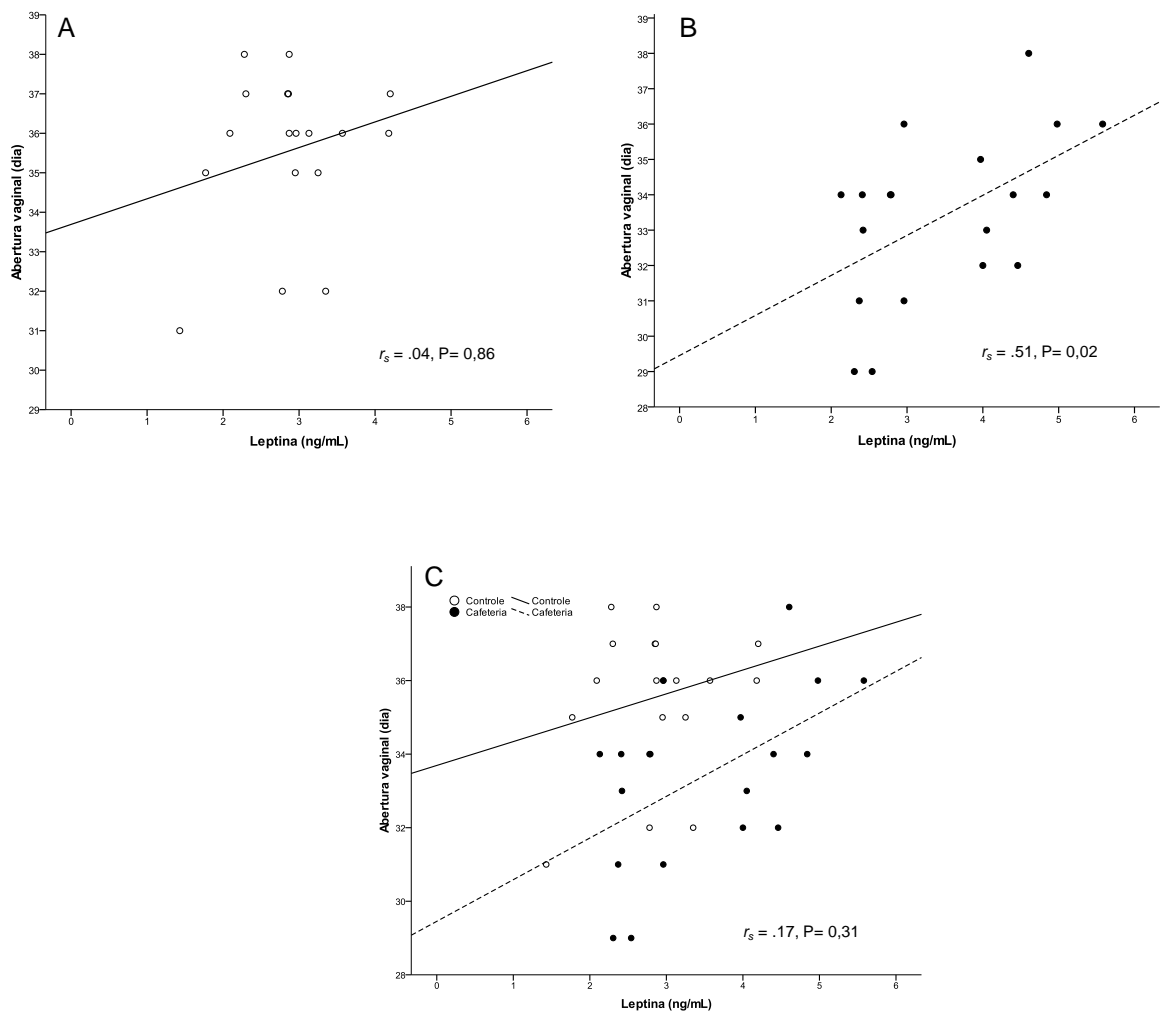 A
39
38
37
36
35
34
33
32
31
30
29
Abertura vaginal (dia)
r_s = .04, P= 0,86
0 1 2 3 4 5 6
Leptina (ng/mL)
B
39
38
37
36
35
34
33
32
31
30
29
28
Abertura vaginal (dia)
r_s = .51, P= 0,02
0 1 2 3 4 5 6
Leptina (ng/mL)
C
Controle Controle
Cafeteria Cafeteria
38
36
34
32
30
28
Abertura vaginal (dia)
r_s = .17, P= 0,31
0 1 2 3 4 5 6
Leptina (ng/mL)